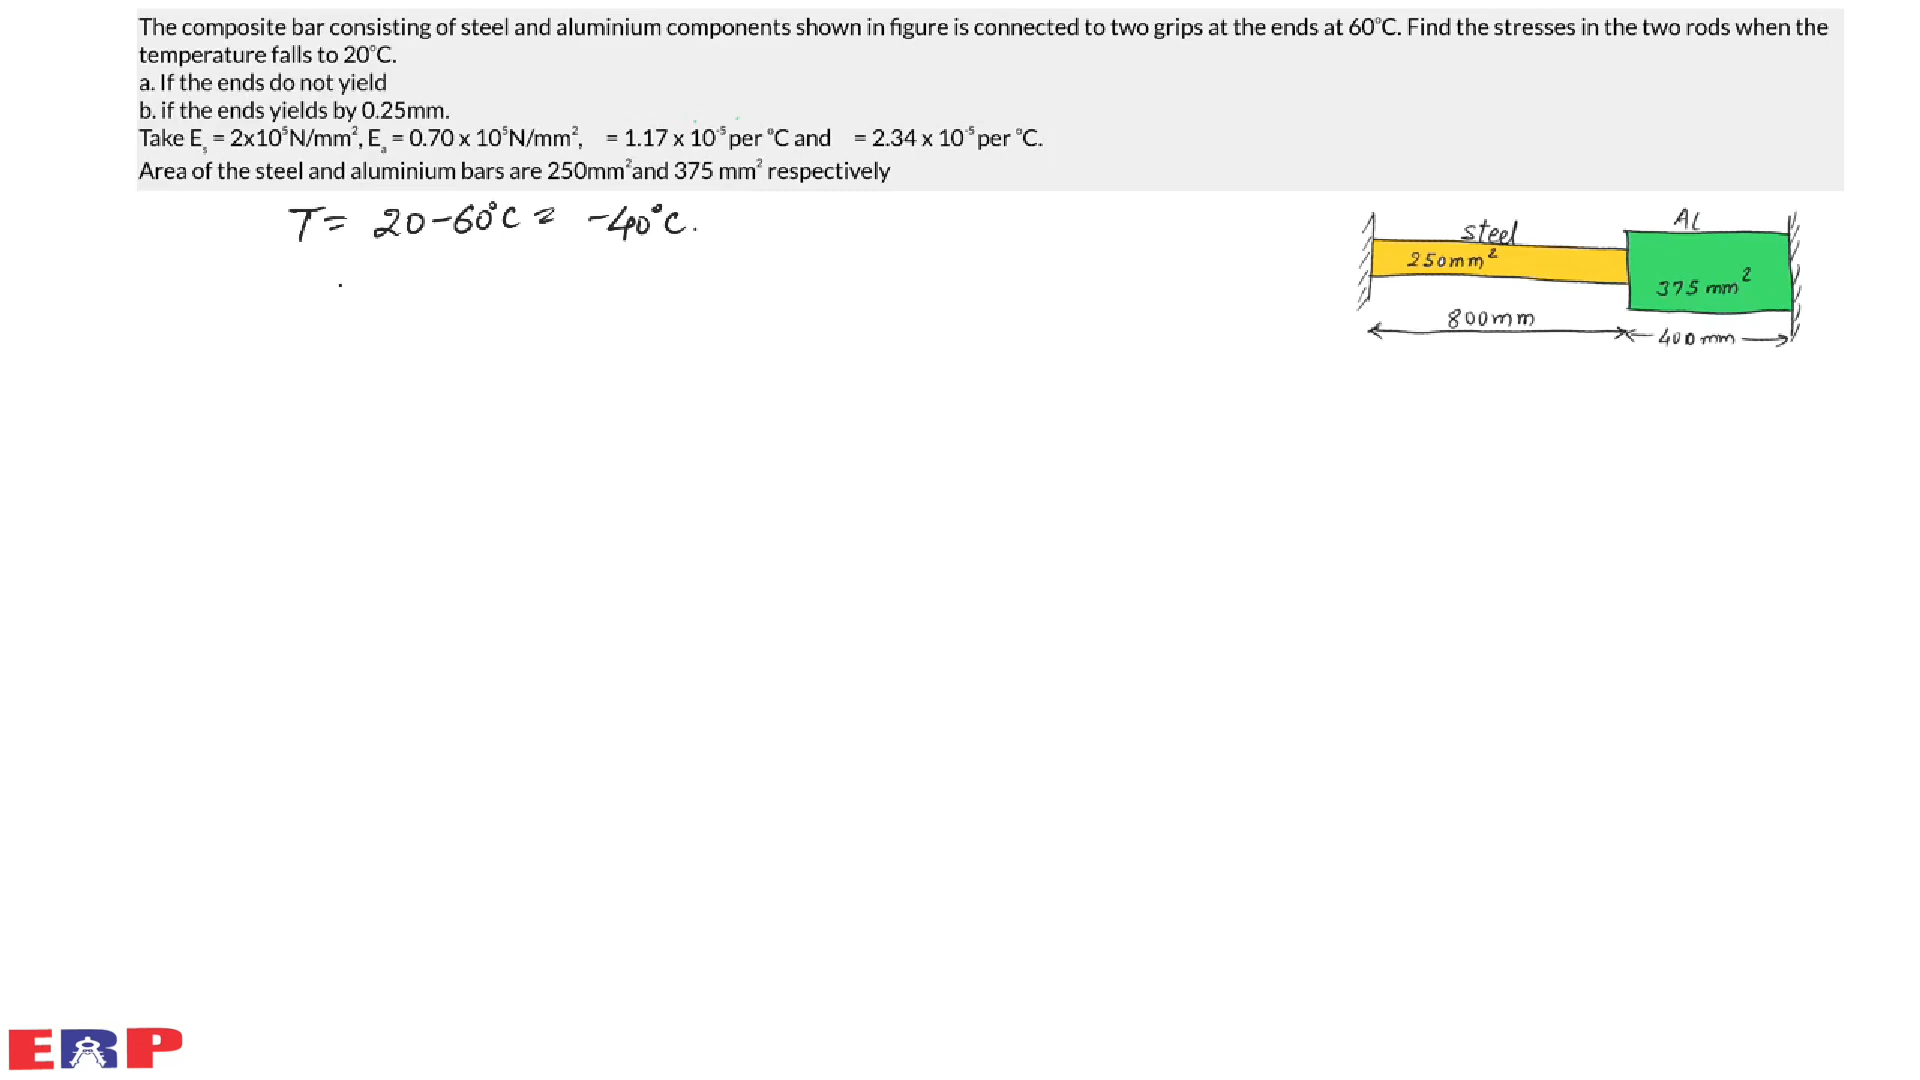 The composite bar consisting of steel and aluminium components shown in figure is connected to two grips at the ends at 60°C. Find the stresses in the two rods when the
temperature falls to 20°C.
a. If the ends do not yield
b. if the ends yields by 0.25mm.
Take Eₛ = 2x10⁵N/mm², Eₐ = 0.70 x 10⁵N/mm², = 1.17 x 10⁻⁵ per °C and = 2.34 x 10⁻⁵ per °C.
Area of the steel and aluminium bars are 250mm² and 375 mm² respectively
T = 20-60°C = -40°C.
steel
AL
250mm²
375 mm²
800mm
400 mm
ERP